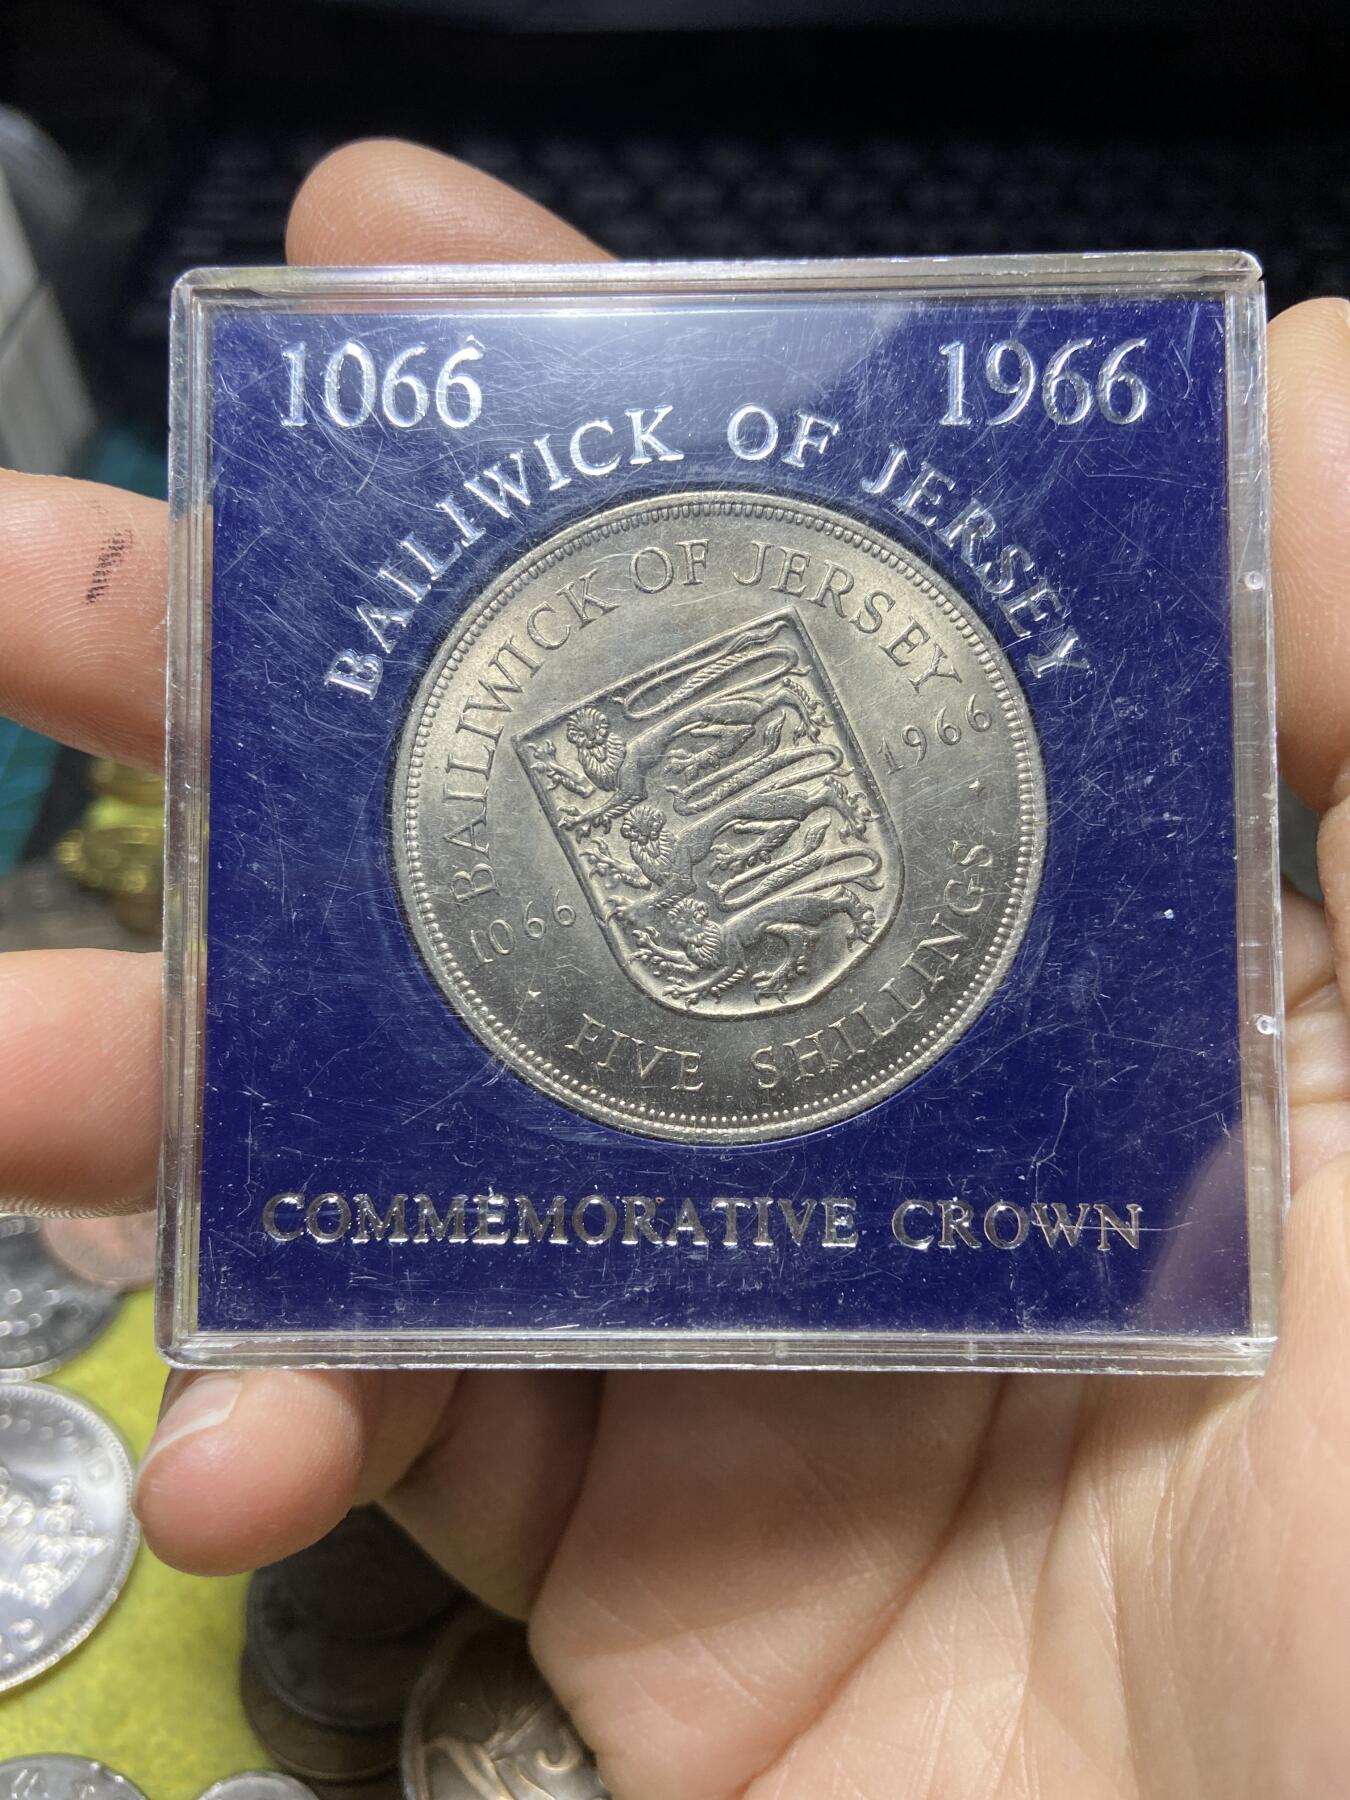 1066 1966
BAILIWICK OF JERSEY
BAILIWICK OF JERSEY
1066 1966
FIVE SHILLINGS
COMMEMORATIVE CROWN